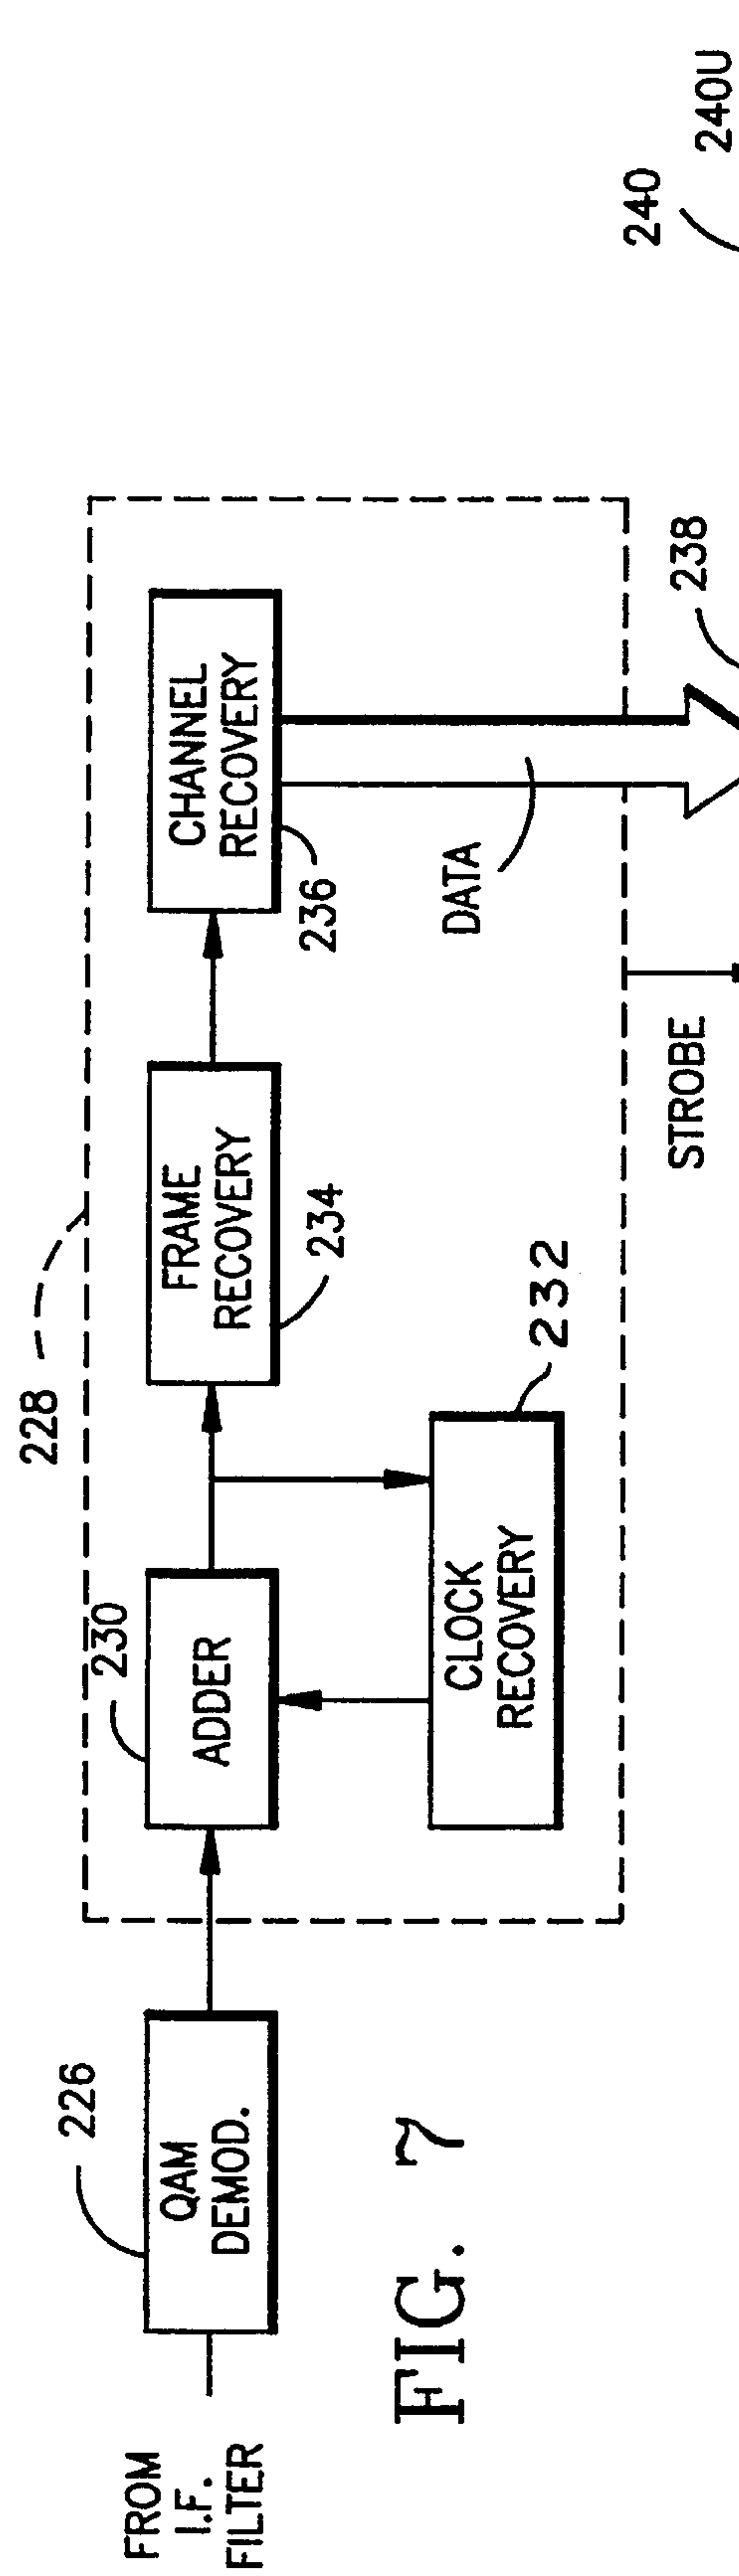 228
226
FROM
I.F.
FILTER
QAM
DEMOD.
230
ADDER
CLOCK
RECOVERY
232
FRAME
RECOVERY
234
CHANNEL
RECOVERY
236
DATA
STROBE
238
240
240U
FIG. 7